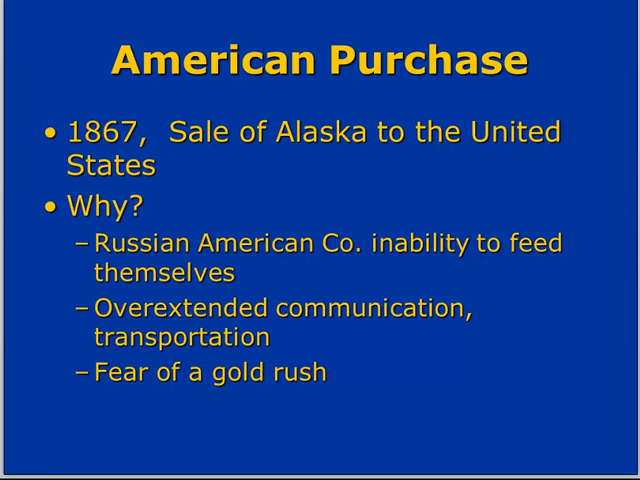 American Purchase
• 1867,  Sale of Alaska to the United
States
• Why?
– Russian American Co. inability to feed
themselves
– Overextended communication,
transportation
– Fear of a gold rush